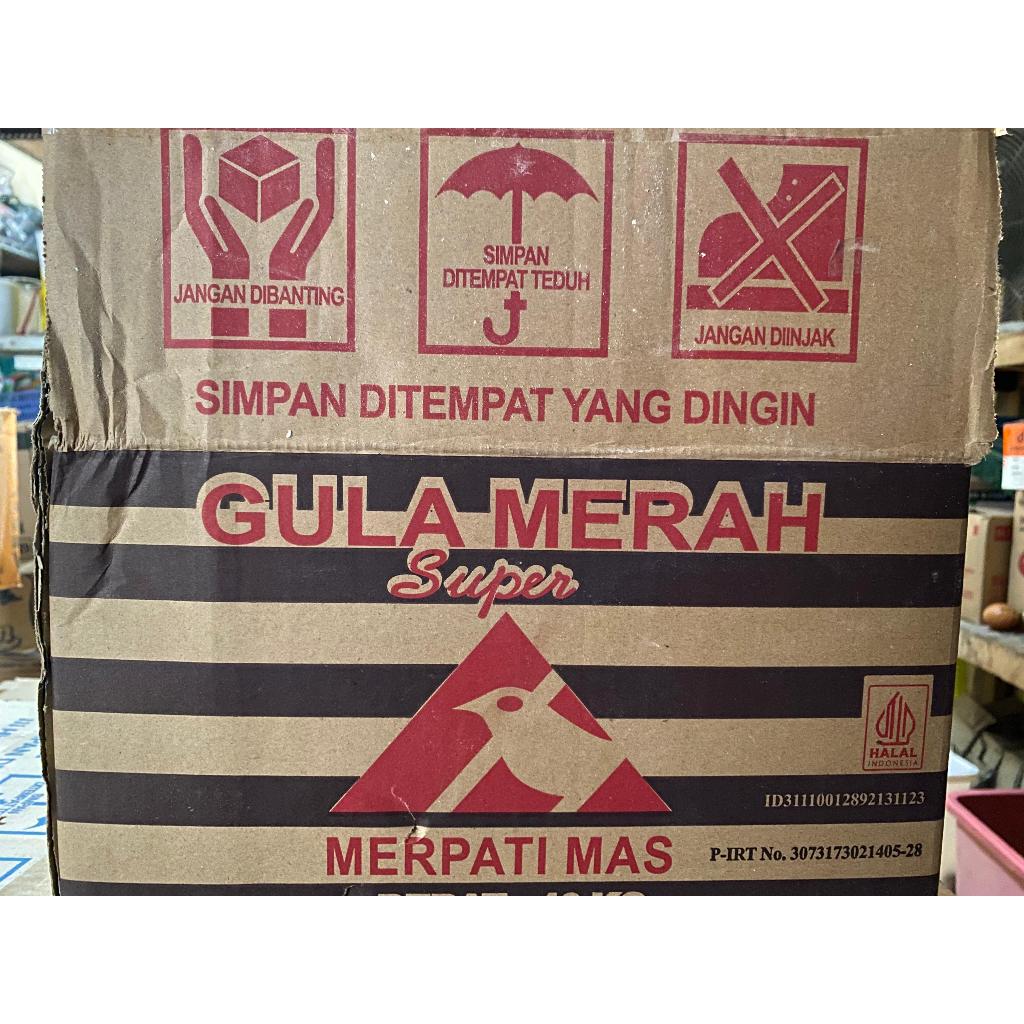 JANGAN DIBANTING
SIMPAN
DITEMPAT TEDUH
JANGAN DIINJAK
SIMPAN DITEMPAT YANG DINGIN
GULA MERAH
Super
HALAL
INDONESIA
ID31110012892131123
MERPATI MAS
P-IRT No. 3073173021405-28